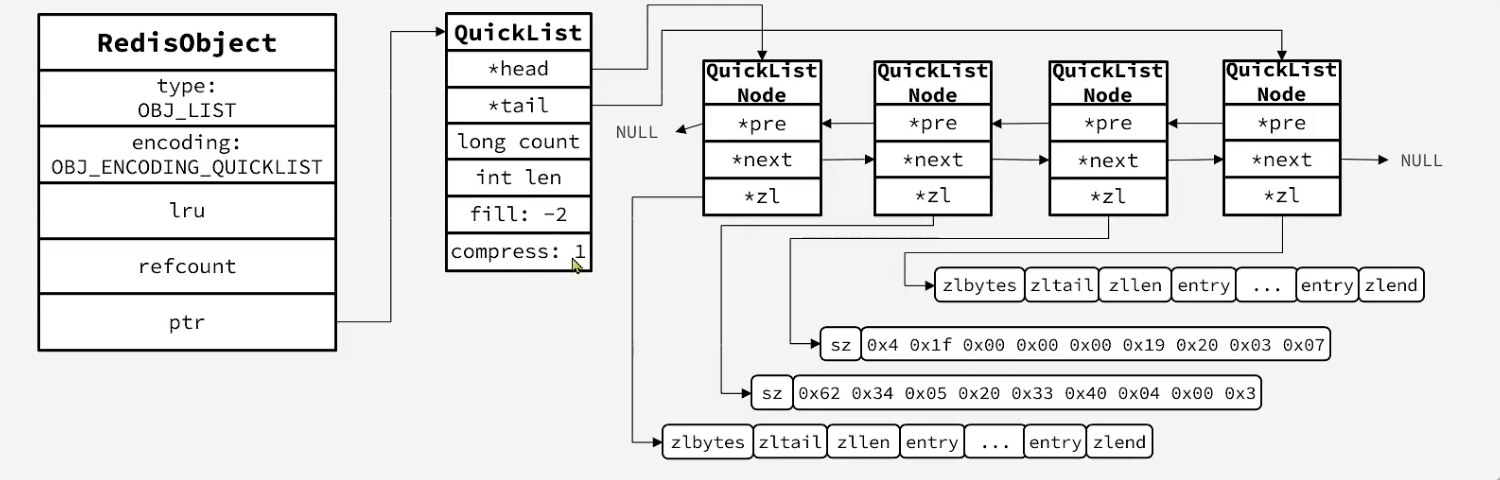 RedisObject
type:
OBJ_LIST
encoding:
OBJ_ENCODING_QUICKLIST
lru
refcount
ptr
QuickList
*head
*tail
long count
int len
fill: -2
compress: 1
NULL
QuickList
Node
*pre
*next
*zl
QuickList
Node
*pre
*next
*zl
QuickList
Node
*pre
*next
*zl
QuickList
Node
*pre
*next
*zl
NULL
zlbytes zltail zllen entry ... entry zlend
sz 0x4 0x1f 0x00 0x00 0x00 0x19 0x20 0x03 0x07
sz 0x62 0x34 0x05 0x20 0x33 0x40 0x04 0x00 0x3
zlbytes zltail zllen entry ... entry zlend